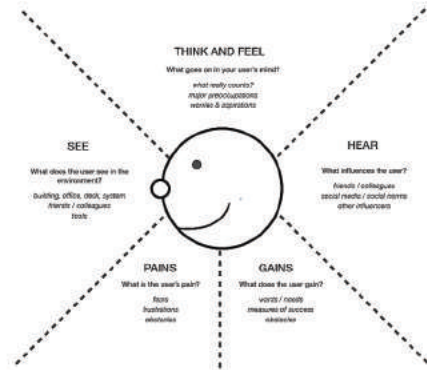 THINK AND FEEL
What goes on in your user's mind?
what really counts?
major preoccupations
worries & aspirations
SEE
What does the user see in the
environment?
building, office, desk, system
friends / colleagues
tools
HEAR
What influences the user?
friends / colleagues
social media / social norms
other influencers
PAINS
What is the user's pain?
fears
frustrations
obstacles
GAINS
What does the user gain?
wants / needs
measures of success
obstacles